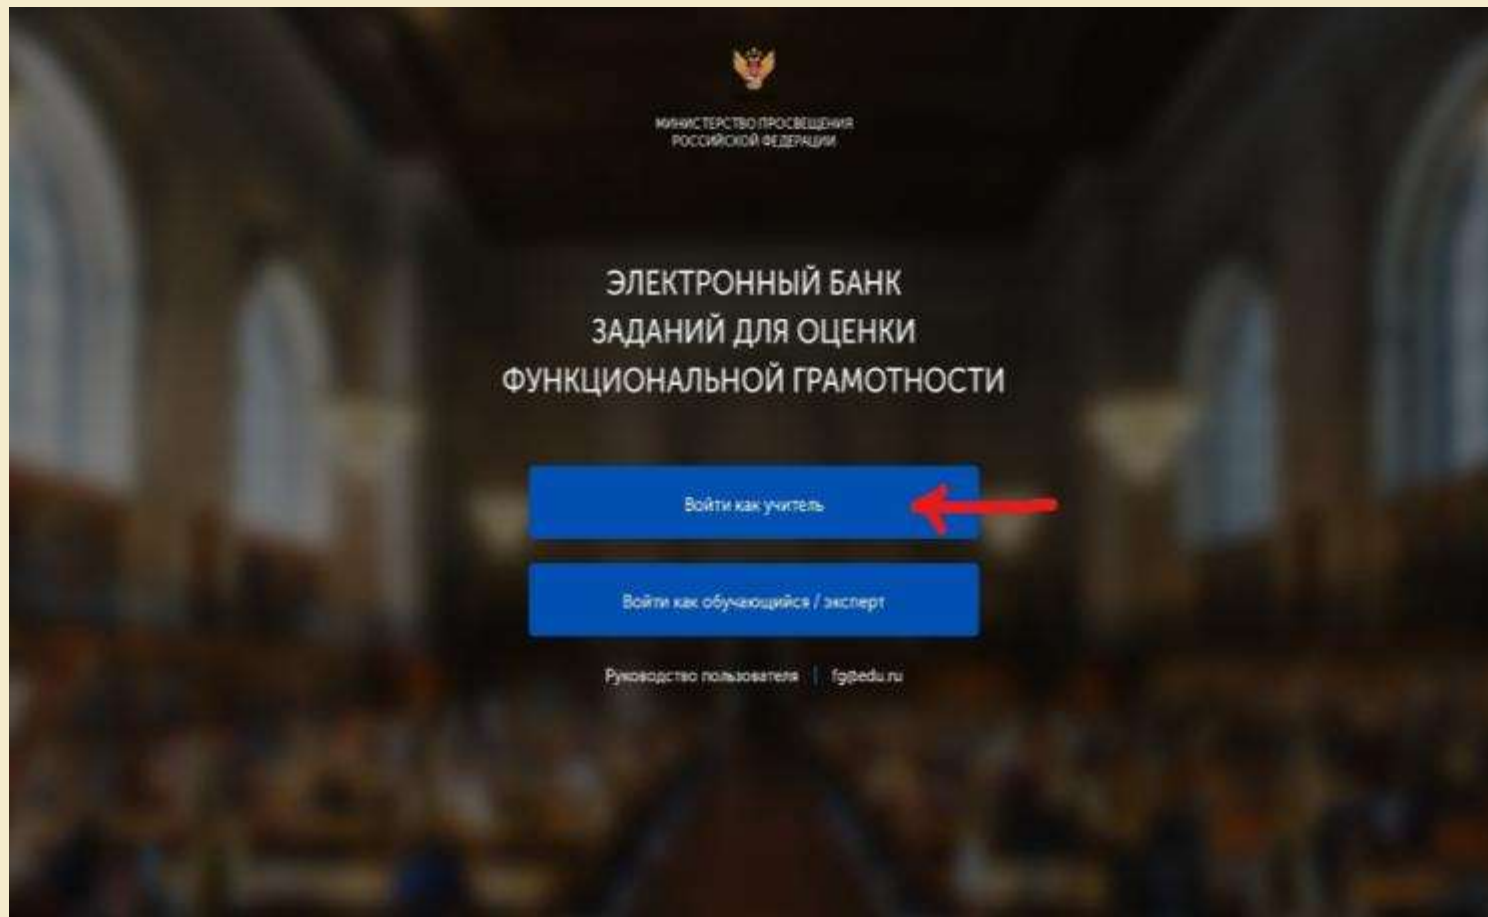 МИНИСТЕРСТВО ПРОСВЕЩЕНИЯ
РОССИЙСКОЙ ФЕДЕРАЦИИ
ЭЛЕКТРОННЫЙ БАНК
ЗАДАНИЙ ДЛЯ ОЦЕНКИ
ФУНКЦИОНАЛЬНОЙ ГРАМОТНОСТИ
Войти как учитель
Войти как обучающийся / эксперт
Руководство пользователя | fg@edu.ru